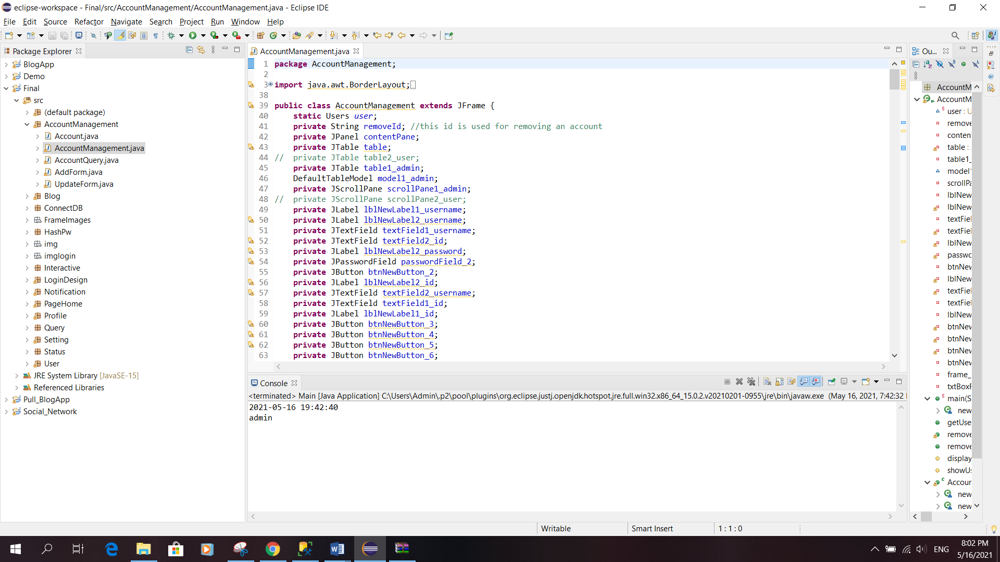 eclipse-workspace - Final/src/AccountManagement/AccountManagement.java - Eclipse IDE
File Edit Source Refactor Navigate Search Project Run Window Help
Package Explorer
BlogApp
Demo
Final
src
(default package)
AccountManagement
Account.java
AccountManagement.java
AccountQuery.java
AddForm.java
UpdateForm.java
Blog
ConnectDB
FrameImages
HashPw
img
imglogin
Interactive
LoginDesign
Notification
PageHome
Profile
Query
Setting
Status
User
JRE System Library [JavaSE-15]
Referenced Libraries
Pull_BlogApp
Social_Network
AccountManagement.java
1 package AccountManagement;
2
3 import java.awt.BorderLayout;
38
39 public class AccountManagement extends JFrame {
40 static Users user;
41 private String removeId; //this id is used for removing an account
42 private JPanel contentPane;
43 private JTable table;
44 // private JTable table2_user;
45 private JTable table1_admin;
46 DefaultTableModel model1_admin;
47 private JScrollPane scrollPane1_admin;
48 // private JScrollPane scrollPane2_user;
49 private JLabel lblNewLabel1_username;
50 private JLabel lblNewLabel2_username;
51 private JTextField textField1_username;
52 private JTextField textField2_id;
53 private JLabel lblNewLabel2_password;
54 private JPasswordField passwordField_2;
55 private JButton btnNewButton_2;
56 private JLabel lblNewLabel2_id;
57 private JTextField textField2_username;
58 private JTextField textField1_id;
59 private JLabel lblNewLabel1_id;
60 private JButton btnNewButton_3;
61 private JButton btnNewButton_4;
62 private JButton btnNewButton_5;
63 private JButton btnNewButton_6;
Console
<terminated> Main [Java Application] C:\Users\Admin\.p2\pool\plugins\org.eclipse.justj.openjdk.hotspot.jre.full.win32.x86_64_15.0.2.v20210201-0955\jre\bin\javaw.exe (May 16, 2021, 7:42:32
2021-05-16 19:42:40
admin
Ou...
AccountM
AccountM
user : U
remove
conten
table :
table1_
model
scrollPa
lblNew
lblNew
textFiel
textFiel
lblNew
passwo
btnNew
lblNew
textFiel
textFiel
lblNew
btnNew
btnNew
btnNew
btnNew
frame_
txtBoxF
main(S
new
getUse
remove
remove
display
showUs
Accour
new
new
Writable
Smart Insert
1 : 1 : 0
ENG
8:02 PM
5/16/2021